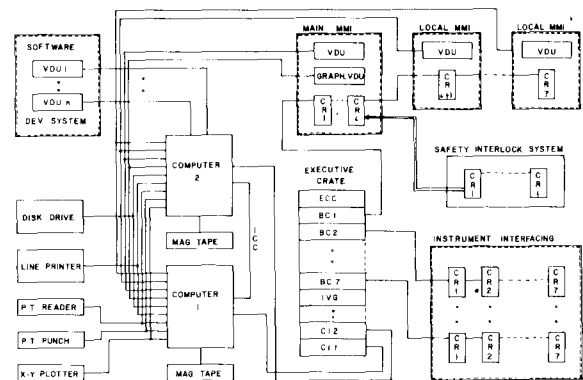 SOFTWARE
VDU 1
VDU n
DEV SYSTEM
MAIN MMI
VDU
GRAPH. VDU
CR 1
CR
LOCAL MMI
VDU
CR
LOCAL MMI
VDU
CR 7
SAFETY INTERLOCK SYSTEM
CR 1
CR
COMPUTER 2
MAG TAPE
ICC
EXECUTIVE CRATE
ECC
BC 1
BC 2
BC 7
IVG
CI 2
CI 1
INSTRUMENT INTERFACING
CR 1
CR 2
CR 7
CR 1
CR 2
CR 7
DISK DRIVE
LINE PRINTER
P.T READER
P.T PUNCH
X-Y PLOTTER
COMPUTER 1
MAG TAPE